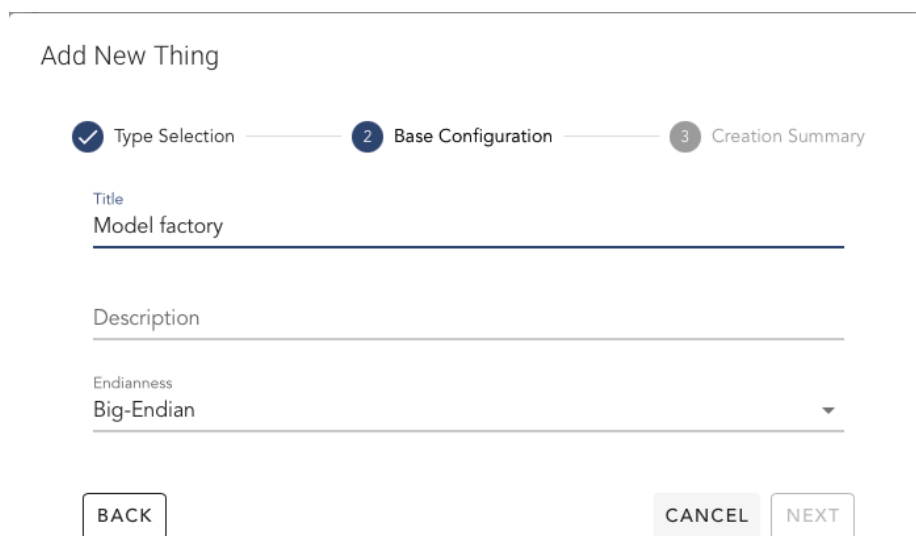 Add New Thing
Type Selection 2 Base Configuration 3 Creation Summary
Title
Model factory
Description
Endianness
Big-Endian
BACK CANCEL NEXT